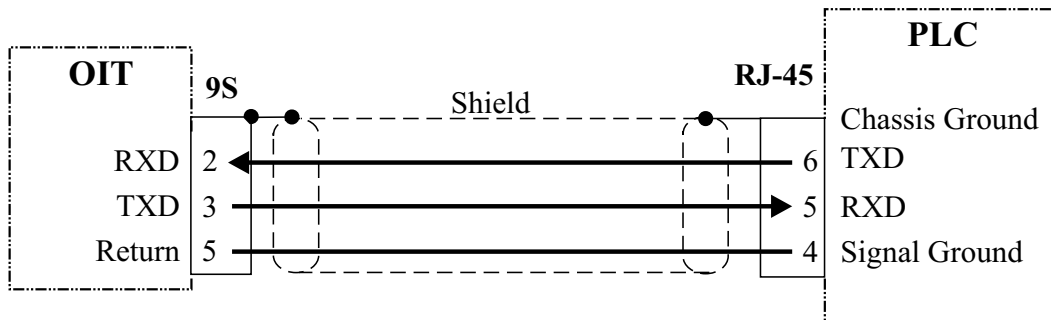 PLC
OIT
9S
Shield
RJ-45
Chassis Ground
RXD 2 6 TXD
TXD 3 5 RXD
Return 5 4 Signal Ground